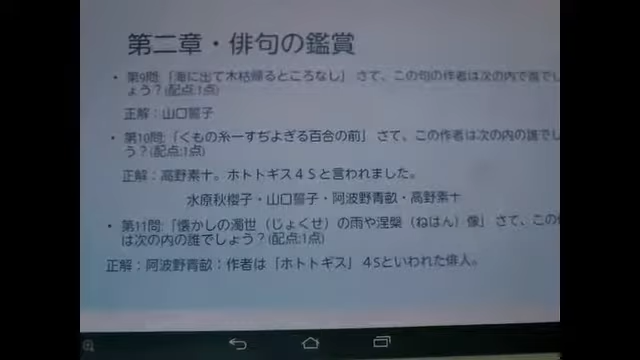 第二章・俳句の鑑賞
・ 第9問:「海に出て木枯帰るところなし」 さて、この句の作者は次の内で誰でし
ょう？(配点:1点)
正解：山口誓子
・ 第10問:「くもの糸一すぢよぎる百合の前」 さて、この作者は次の内の誰でしょ
う？(配点:1点)
正解：高野素十。ホトトギス４Ｓと言われました。
水原秋櫻子・山口誓子・阿波野青畝・高野素十
・ 第11問:「懐かしの濁世（じょくせ）の雨や涅槃（ねはん）像」 さて、この
は次の内の誰でしょう？(配点:1点)
正解：阿波野青畝：作者は「ホトトギス」４Sといわれた俳人。